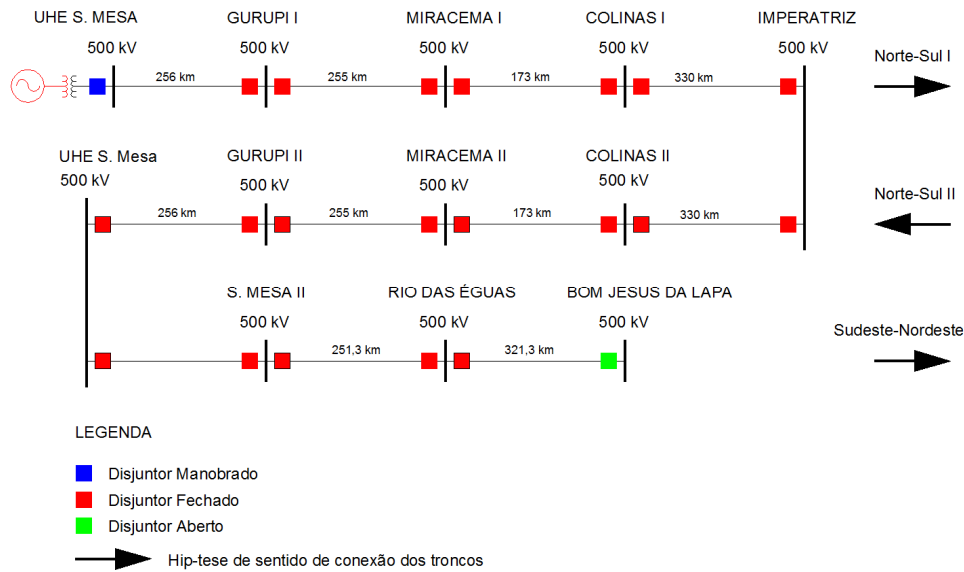 UHE S. MESA GURUPI I MIRACEMA I COLINAS I IMPERATRIZ
500 kV 500 kV 500 kV 500 kV 500 kV
Norte-Sul I
256 km 255 km 173 km 330 km
UHE S. Mesa GURUPI II MIRACEMA II COLINAS II
500 kV 500 kV 500 kV 500 kV
Norte-Sul II
256 km 255 km 173 km 330 km
S. MESA II RIO DAS ÉGUAS BOM JESUS DA LAPA
500 kV 500 kV 500 kV
Sudeste-Nordeste
251,3 km 321,3 km
LEGENDA
Disjuntor Manobrado
Disjuntor Fechado
Disjuntor Aberto
Hip-tese de sentido de conexão dos troncos